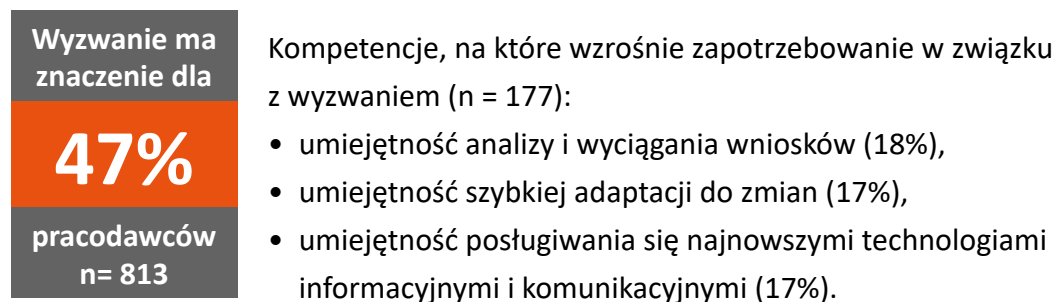 Wyzwanie ma
znaczenie dla
47%
pracodawców
n= 813
Kompetencje, na które wzrośnie zapotrzebowanie w związku
z wyzwaniem (n = 177):
• umiejętność analizy i wyciągania wniosków (18%),
• umiejętność szybkiej adaptacji do zmian (17%),
• umiejętność posługiwania się najnowszymi technologiami
informacyjnymi i komunikacyjnymi (17%).